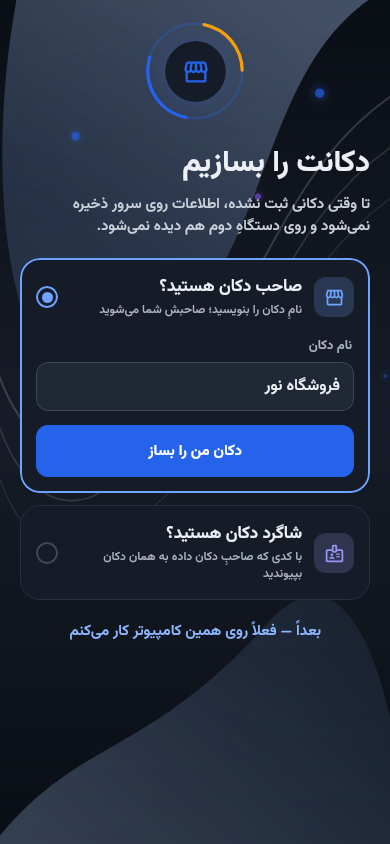 دکانت را بسازیم
تا وقتی دکانی ثبت نشده، اطلاعات روی سرور ذخیره
نمی‌شود و روی دستگاهِ دوم هم دیده نمی‌شود.
صاحب دکان هستید؟
نامِ دکان را بنویسید؛ صاحبش شما می‌شوید
نام دکان
فروشگاه نور
دکان من را بساز
شاگرد دکان هستید؟
با کدی که صاحبِ دکان داده به همان دکان
بپیوندید
بعداً — فعلاً روی همین کامپیوتر کار می‌کنم